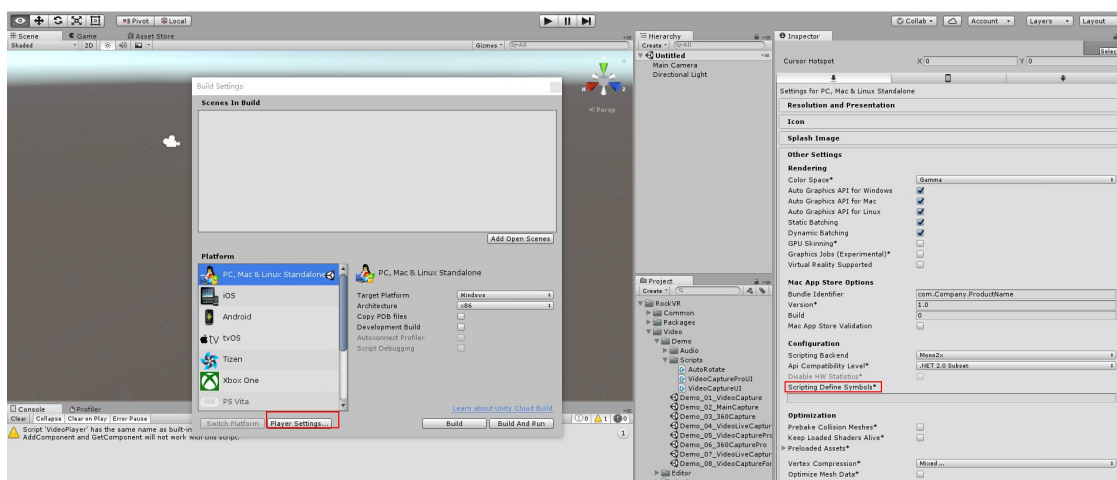 Pivot Local
Collab Account Layers Layout
Scene Game Asset Store
Shaded 2D Gizmos All
Build Settings
Scenes In Build
Add Open Scenes
Platform
PC, Mac & Linux Standalone
iOS
Android
tv tvOS
Tizen
Xbox One
PS Vita
PC, Mac & Linux Standalone
Target Platform Windows
Architecture x86
Copy PDB files
Development Build
Autoconnect Profiler
Script Debugging
Learn about Unity Cloud Build
Switch Platform Player Settings... Build Build And Run
x z
Persp
Console Profiler
Clear Collapse Clear on Play Error Pause 0 1 0
Script 'VideoPlayer' has the same name as built-in
AddComponent and GetComponent will not work with this script.
1
Hierarchy
Create All
Untitled
Main Camera
Directional Light
Project
Create
RockVR
Common
Packages
Video
Demo
Audio
Scripts
AutoRotate
VideoCaptureProUI
VideoCaptureUI
Demo_01_VideoCapture
Demo_02_MainCapture
Demo_03_360Capture
Demo_04_VideoLiveCaptur
Demo_05_VideoCapturePro
Demo_06_360CapturePro
Demo_07_VideoLiveCaptur
Demo_08_VideoCaptureFor
Editor
Inspector
Selec
Cursor Hotspot X 0 Y 0
Settings for PC, Mac & Linux Standalone
Resolution and Presentation
Icon
Splash Image
Other Settings
Rendering
Color Space* Gamma
Auto Graphics API for Windows
Auto Graphics API for Mac
Auto Graphics API for Linux
Static Batching
Dynamic Batching
GPU Skinning*
Graphics Jobs (Experimental)*
Virtual Reality Supported
Mac App Store Options
Bundle Identifier com.Company.ProductName
Version* 1.0
Build 0
Mac App Store Validation
Configuration
Scripting Backend Mono2x
Api Compatibility Level* .NET 2.0 Subset
Disable HW Statistics*
Scripting Define Symbols*
Optimization
Prebake Collision Meshes*
Keep Loaded Shaders Alive*
Preloaded Assets*
Vertex Compression* Mixed ...
Optimize Mesh Data*